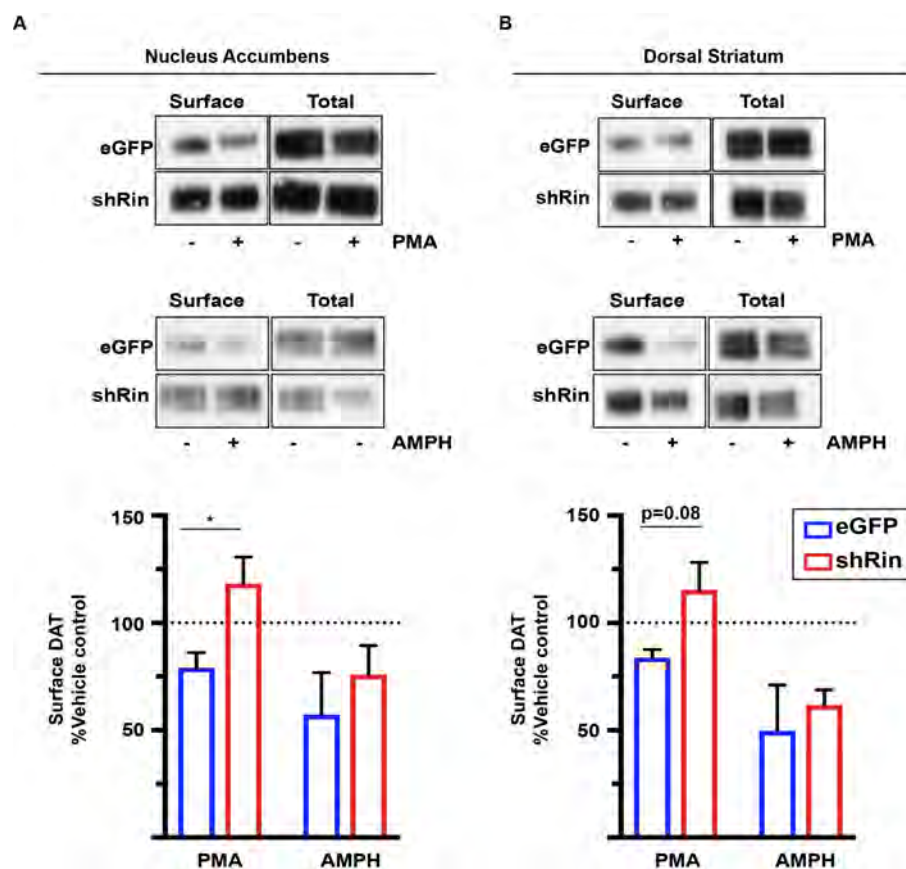 A
Nucleus Accumbens
Surface Total
eGFP
shRin
- + - + PMA
Surface Total
eGFP
shRin
- + - - AMPH
150
*
100
50
Surface DAT
%Vehicle control
PMA AMPH
B
Dorsal Striatum
Surface Total
eGFP
shRin
- + - + PMA
Surface Total
eGFP
shRin
- + - + AMPH
150
p=0.08
100
50
Surface DAT
%Vehicle control
PMA AMPH
eGFP
shRin